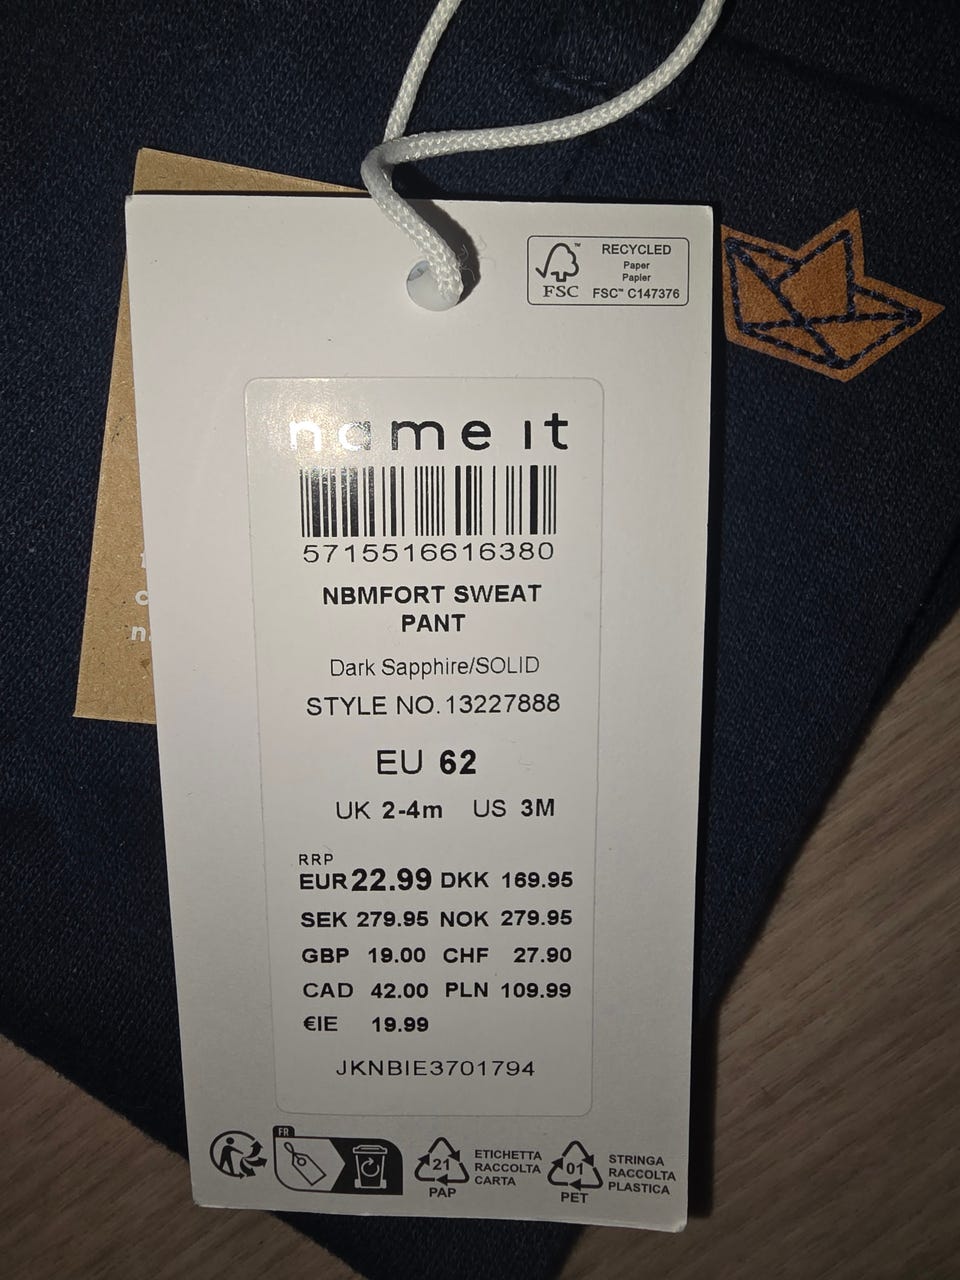 RECYCLED
Paper
Papier
FSC™ C147376
FSC
name it
5715516616380
NBMFORT SWEAT
PANT
Dark Sapphire/SOLID
STYLE NO. 13227888
EU 62
UK 2-4m US 3M
RRP
EUR 22.99 DKK 169.95
SEK 279.95 NOK 279.95
GBP 19.00 CHF 27.90
CAD 42.00 PLN 109.99
€IE 19.99
JKNBIE3701794
FR
21
PAP
ETICHETTA
RACCOLTA
CARTA
01
PET
STRINGA
RACCOLTA
PLASTICA